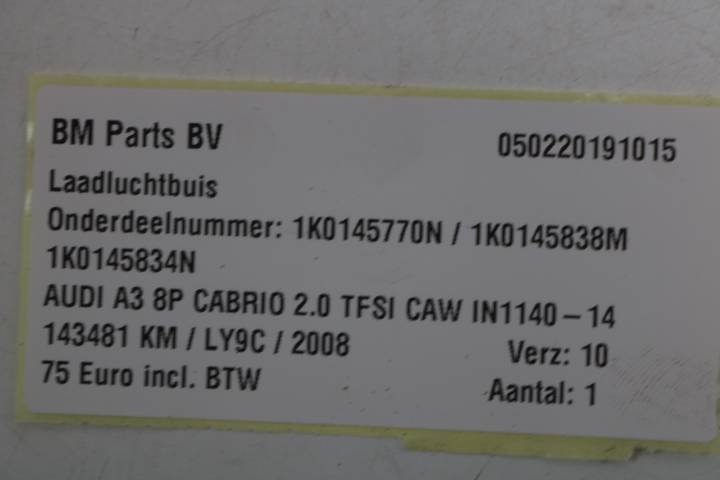 BM Parts BV 050220191015
Laadluchtbuis
Onderdeelnummer: 1K0145770N / 1K0145838M
1K0145834N
AUDI A3 8P CABRIO 2.0 TFSI CAW IN1140-14
143481 KM / LY9C / 2008 Verz: 10
75 Euro incl. BTW Aantal: 1